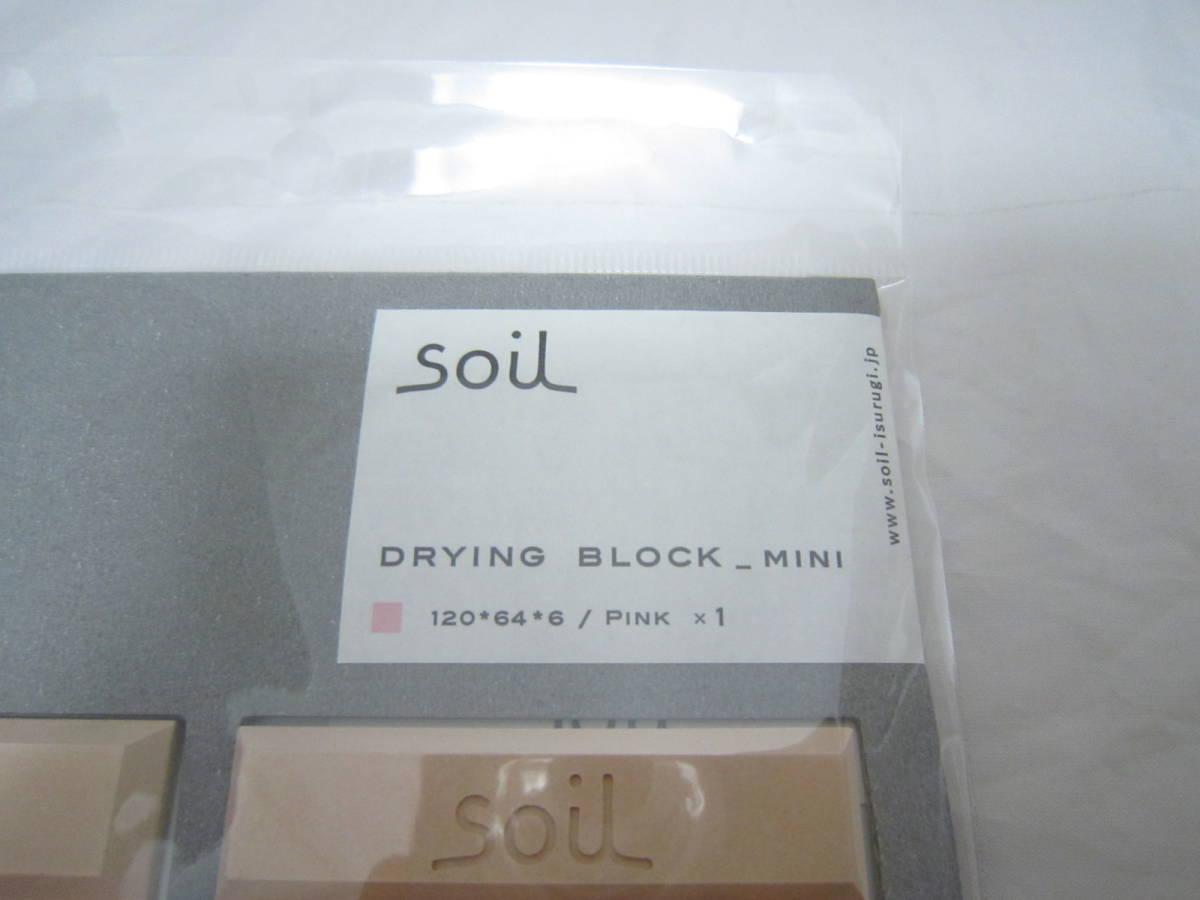 soil
www.soil-isurugi.jp
DRYING BLOCK_MINI
120*64*6 / PINK ×1
soil